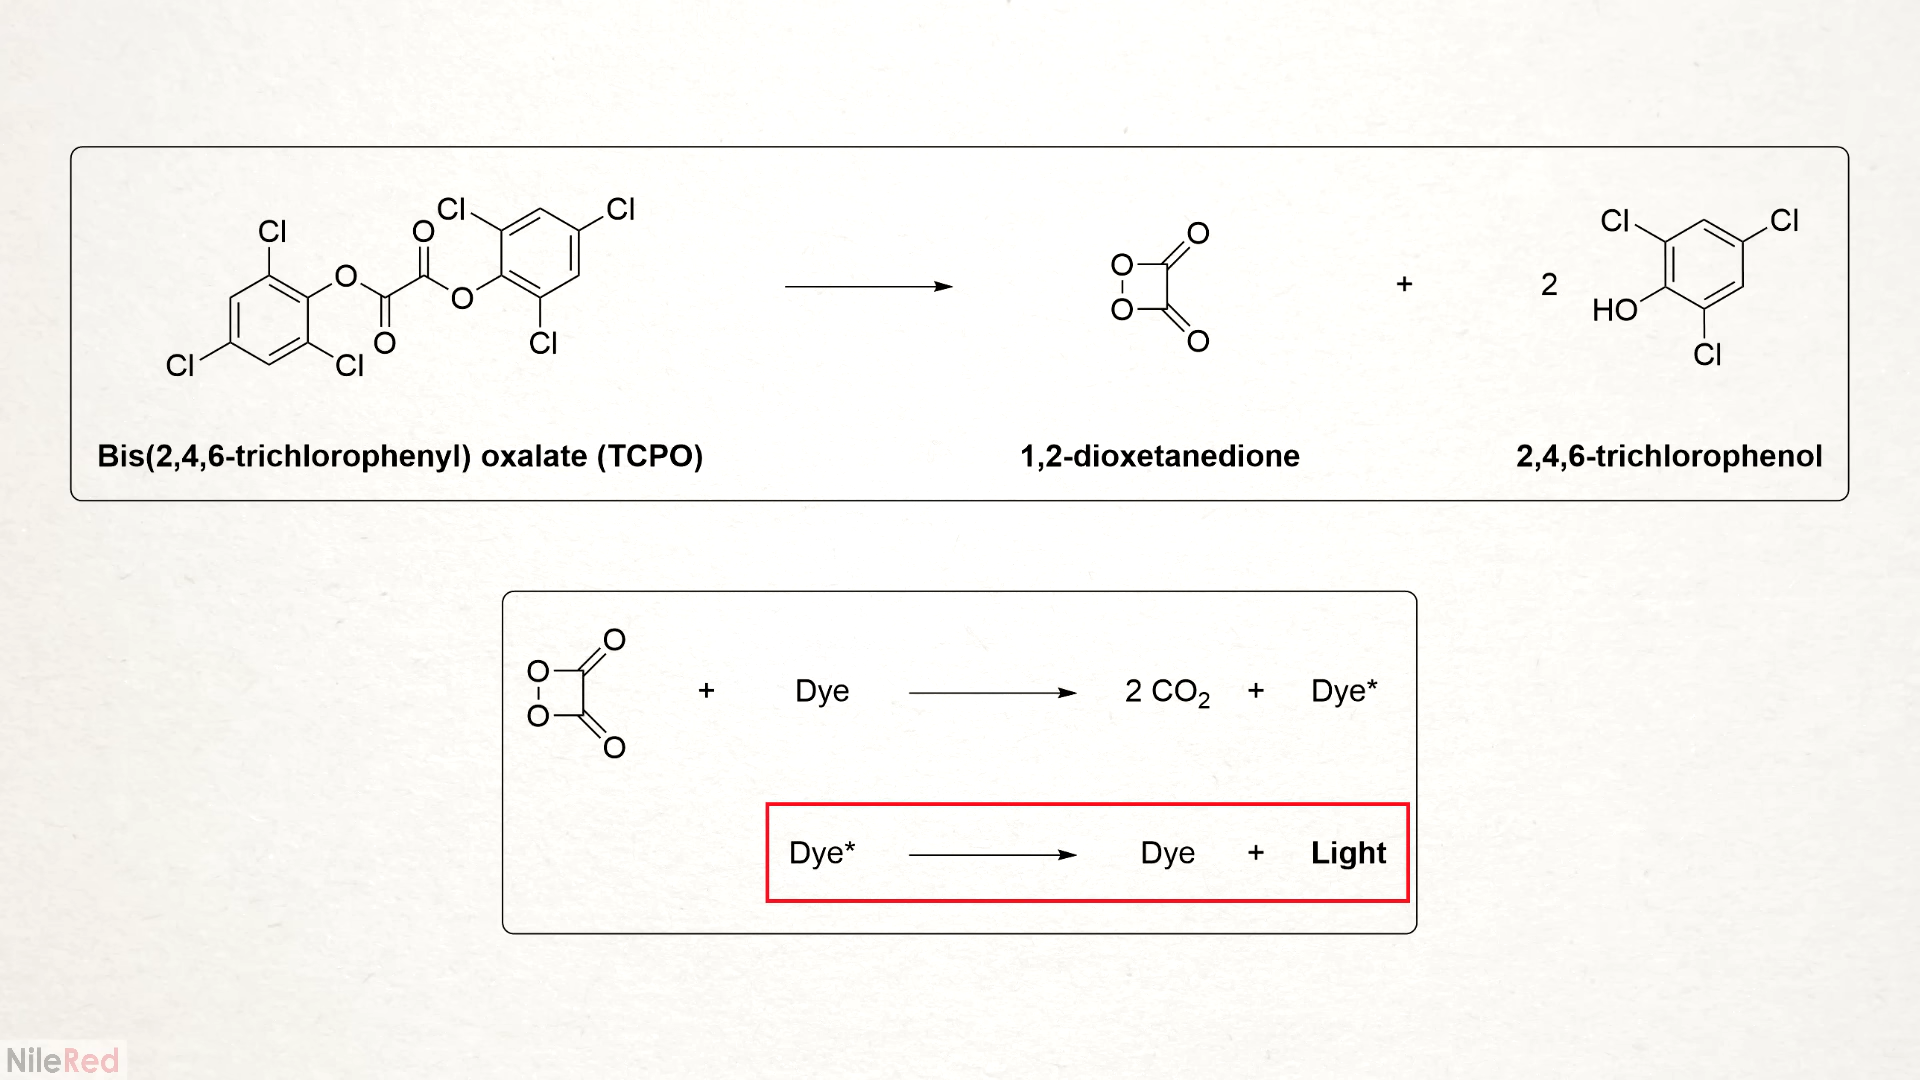 Cl
Cl
O
O
Cl
Cl
O
O
Cl
Cl
O
O
O
O
+
2
Cl
Cl
HO
Cl
Bis(2,4,6-trichlorophenyl) oxalate (TCPO)
1,2-dioxetanedione
2,4,6-trichlorophenol
O
O
O
O
+
Dye
2 CO₂ + Dye*
Dye*
Dye + Light
NileRed